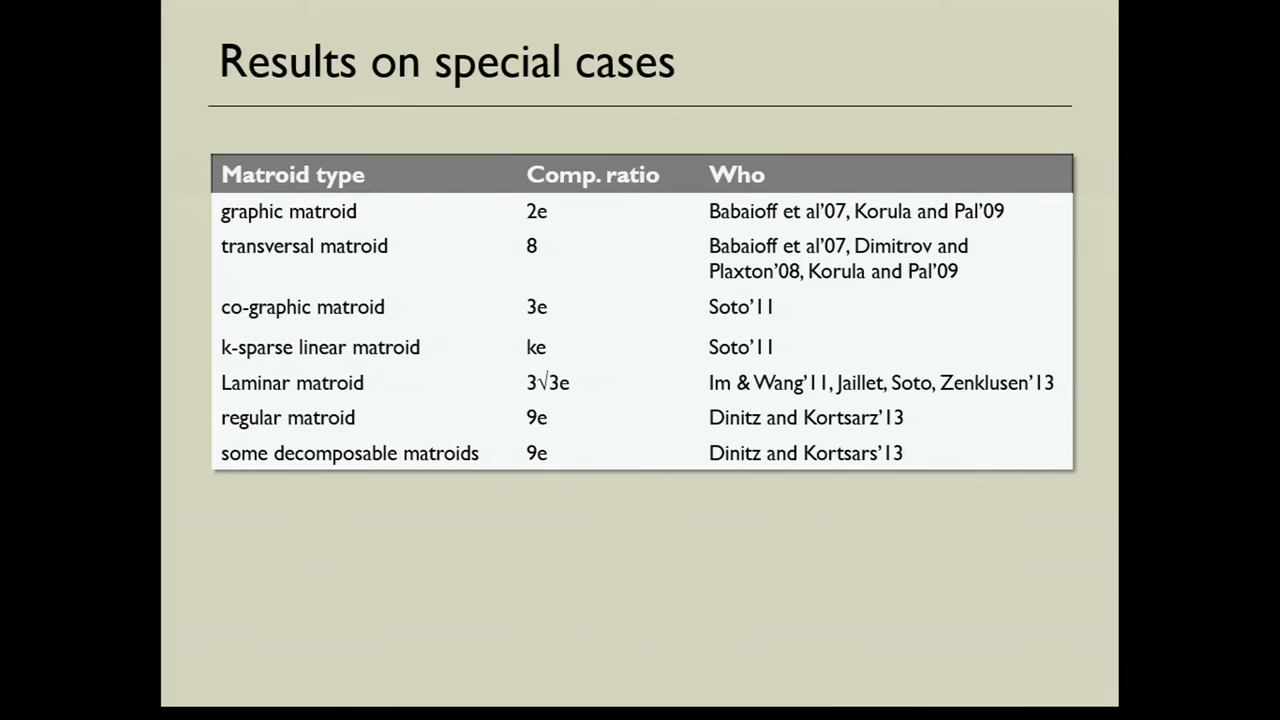 Results on special cases
Matroid type Comp. ratio Who
graphic matroid 2e Babaioff et al'07, Korula and Pal'09
transversal matroid 8 Babaioff et al'07, Dimitrov and
Plaxton'08, Korula and Pal'09
co-graphic matroid 3e Soto'11
k-sparse linear matroid ke Soto'11
Laminar matroid 3√3e Im & Wang'11, Jaillet, Soto, Zenklusen'13
regular matroid 9e Dinitz and Kortsarz'13
some decomposable matroids 9e Dinitz and Kortsars'13